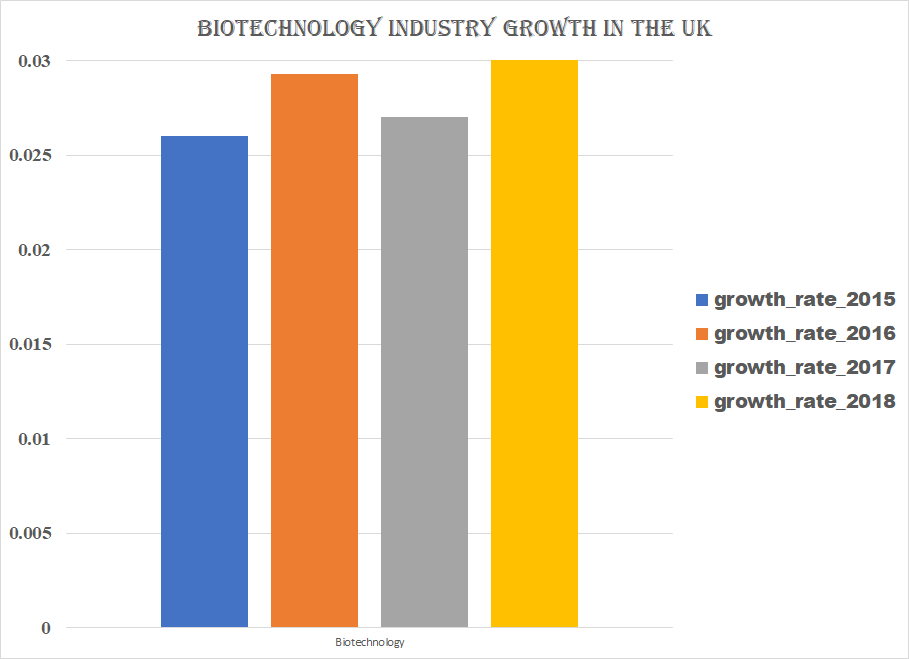 BIOTECHNOLOGY INDUSTRY GROWTH IN THE UK
0.03
0.025
0.02
0.015
0.01
0.005
0
Biotechnology
growth_rate_2015
growth_rate_2016
growth_rate_2017
growth_rate_2018